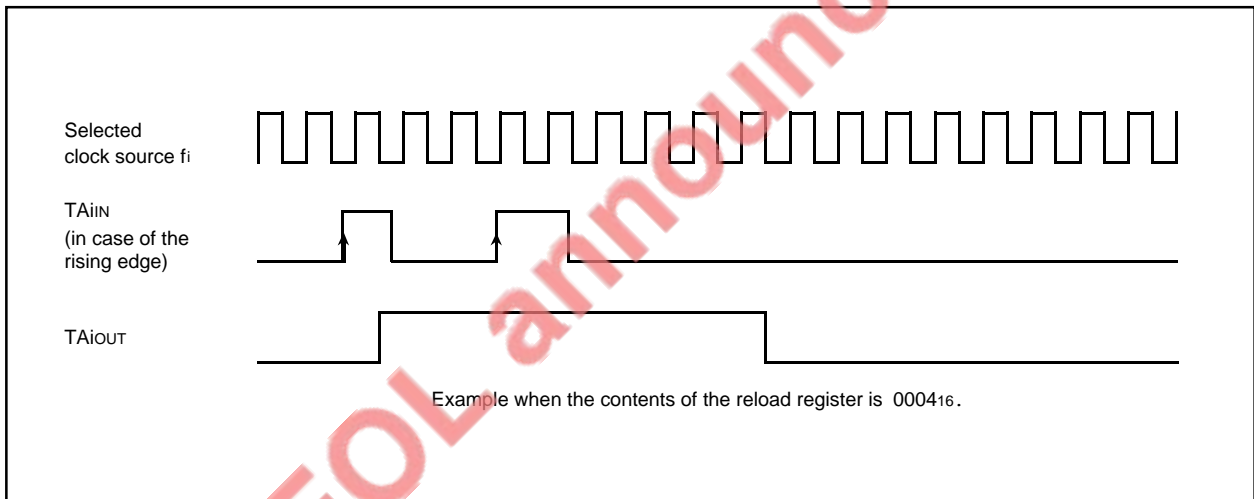 Selected
clock source fi
TAiIN
(in case of the
rising edge)
TAiOUT
Example when the contents of the reload register is 000416.
EOL announc